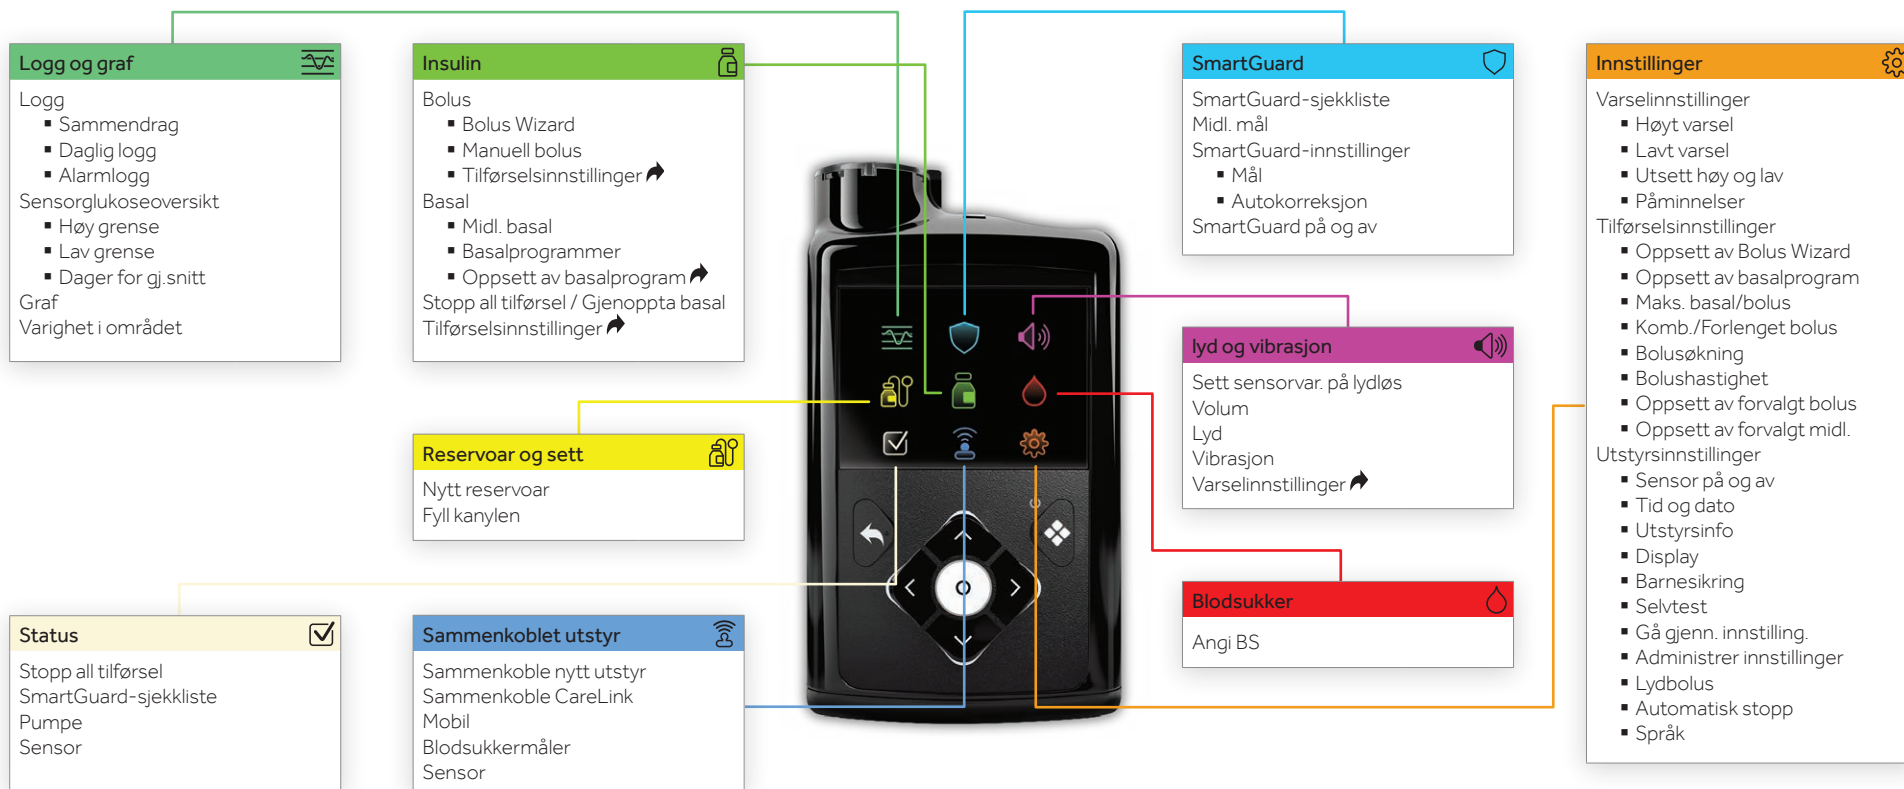 Logg og graf
Logg
▪ Sammendrag
▪ Daglig logg
▪ Alarmlogg
Sensorglukoseoversikt
▪ Høy grense
▪ Lav grense
▪ Dager for gj.snitt
Graf
Varighet i området
Insulin
Bolus
▪ Bolus Wizard
▪ Manuell bolus
▪ Tilførselsinnstillinger
Basal
▪ Midl. basal
▪ Basalprogrammer
▪ Oppsett av basalprogram
Stopp all tilførsel / Gjenoppta basal
Tilførselsinnstillinger
SmartGuard
SmartGuard-sjekkliste
Midl. mål
SmartGuard-innstillinger
▪ Mål
▪ Autokorreksjon
SmartGuard på og av
Innstillinger
Varselinnstillinger
▪ Høyt varsel
▪ Lavt varsel
▪ Utsett høy og lav
▪ Påminnelser
Tilførselsinnstillinger
▪ Oppsett av Bolus Wizard
▪ Oppsett av basalprogram
▪ Maks. basal/bolus
▪ Komb./Forlenget bolus
▪ Bolusøkning
▪ Bolushastighet
▪ Oppsett av forvalgt bolus
▪ Oppsett av forvalgt midl.
Utstyrsinnstillinger
▪ Sensor på og av
▪ Tid og dato
▪ Utstyrsinfo
▪ Display
▪ Barnesikring
▪ Selvtest
▪ Gå gjenn. innstilling.
▪ Administrer innstillinger
▪ Lydbolus
▪ Automatisk stopp
▪ Språk
lyd og vibrasjon
Sett sensorvar. på lydløs
Volum
Lyd
Vibrasjon
Varselinnstillinger
Reservoar og sett
Nytt reservoar
Fyll kanylen
Blodsukker
Angi BS
Status
Stopp all tilførsel
SmartGuard-sjekkliste
Pumpe
Sensor
Sammenkoblet utstyr
Sammenkoble nytt utstyr
Sammenkoble CareLink
Mobil
Blodsukkermåler
Sensor